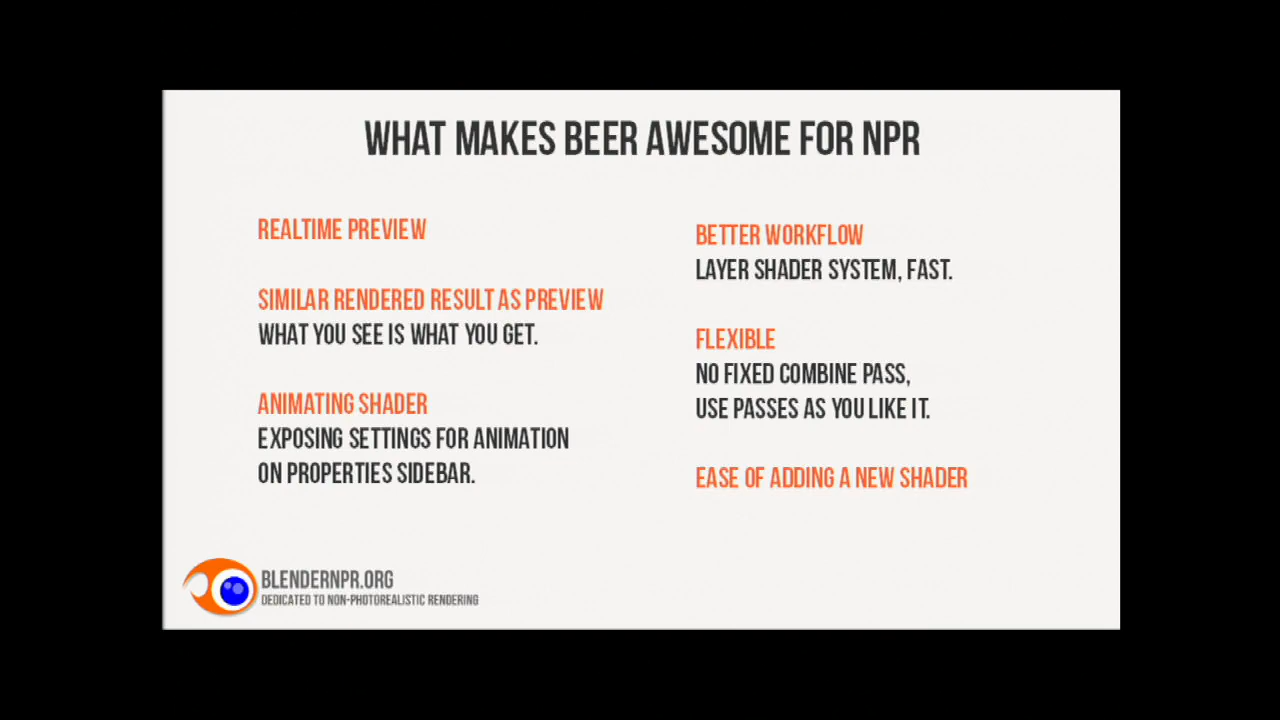 WHAT MAKES BEER AWESOME FOR NPR
REALTIME PREVIEW
SIMILAR RENDERED RESULT AS PREVIEW
WHAT YOU SEE IS WHAT YOU GET.
ANIMATING SHADER
EXPOSING SETTINGS FOR ANIMATION
ON PROPERTIES SIDEBAR.
BETTER WORKFLOW
LAYER SHADER SYSTEM, FAST.
FLEXIBLE
NO FIXED COMBINE PASS,
USE PASSES AS YOU LIKE IT.
EASE OF ADDING A NEW SHADER
BLENDERNPR.ORG
DEDICATED TO NON-PHOTOREALISTIC RENDERING